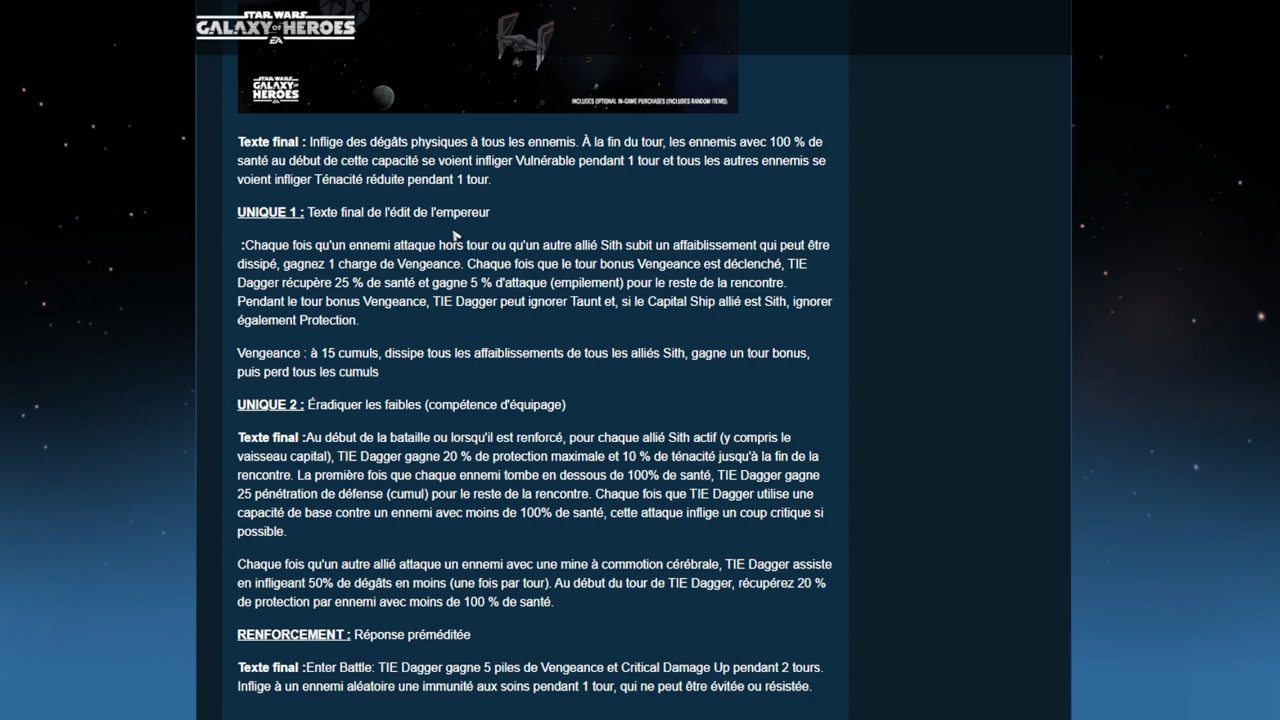 STAR WARS
GALAXY OF HEROES
EA
STAR WARS
GALAXY OF
HEROES
INCLUDES OPTIONAL IN-GAME PURCHASES (INCLUDES RANDOM ITEMS).
Texte final : Inflige des dégâts physiques à tous les ennemis. À la fin du tour, les ennemis avec 100 % de
santé au début de cette capacité se voient infliger Vulnérable pendant 1 tour et tous les autres ennemis se
voient infliger Ténacité réduite pendant 1 tour.
UNIQUE 1 : Texte final de l'édit de l'empereur
:Chaque fois qu'un ennemi attaque hors tour ou qu'un autre allié Sith subit un affaiblissement qui peut être
dissipé, gagnez 1 charge de Vengeance. Chaque fois que le tour bonus Vengeance est déclenché, TIE
Dagger récupère 25 % de santé et gagne 5 % d'attaque (empilement) pour le reste de la rencontre.
Pendant le tour bonus Vengeance, TIE Dagger peut ignorer Taunt et, si le Capital Ship allié est Sith, ignorer
également Protection.
Vengeance : à 15 cumuls, dissipe tous les affaiblissements de tous les alliés Sith, gagne un tour bonus,
puis perd tous les cumuls
UNIQUE 2 : Éradiquer les faibles (compétence d'équipage)
Texte final :Au début de la bataille ou lorsqu'il est renforcé, pour chaque allié Sith actif (y compris le
vaisseau capital), TIE Dagger gagne 20 % de protection maximale et 10 % de ténacité jusqu'à la fin de la
rencontre. La première fois que chaque ennemi tombe en dessous de 100% de santé, TIE Dagger gagne
25 pénétration de défense (cumul) pour le reste de la rencontre. Chaque fois que TIE Dagger utilise une
capacité de base contre un ennemi avec moins de 100% de santé, cette attaque inflige un coup critique si
possible.
Chaque fois qu'un autre allié attaque un ennemi avec une mine à commotion cérébrale, TIE Dagger assiste
en infligeant 50% de dégâts en moins (une fois par tour). Au début du tour de TIE Dagger, récupérez 20 %
de protection par ennemi avec moins de 100 % de santé.
RENFORCEMENT : Réponse préméditée
Texte final :Enter Battle: TIE Dagger gagne 5 piles de Vengeance et Critical Damage Up pendant 2 tours.
Inflige à un ennemi aléatoire une immunité aux soins pendant 1 tour, qui ne peut être évitée ou résistée.